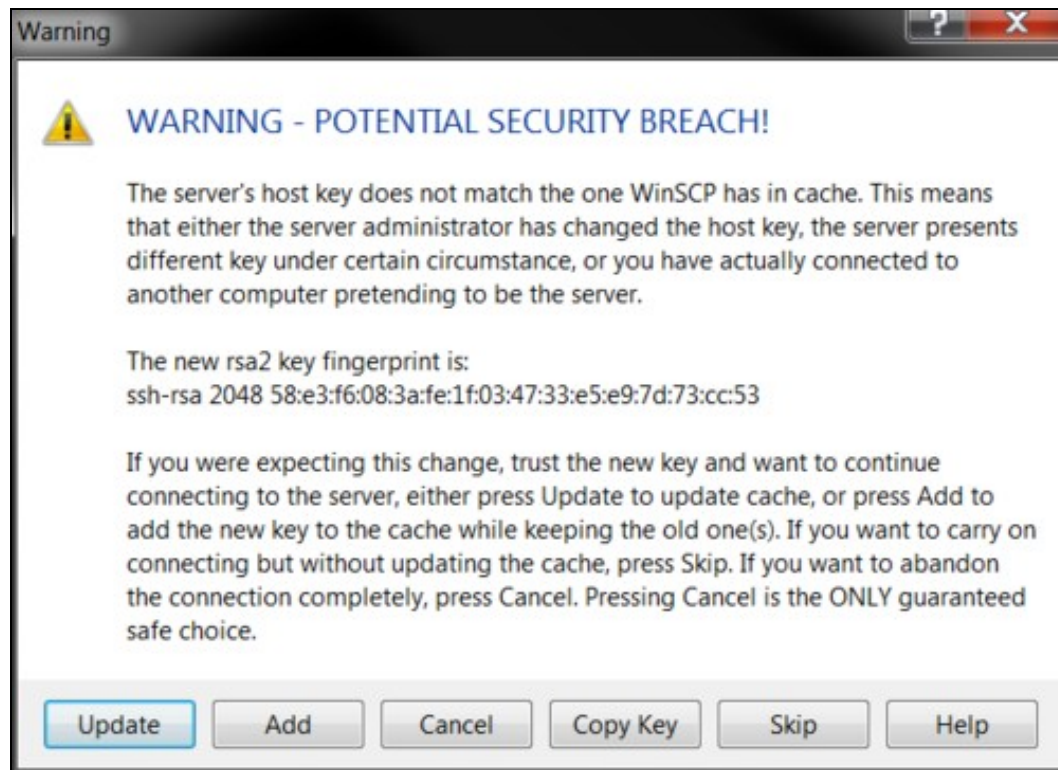 Warning
WARNING - POTENTIAL SECURITY BREACH!
The server's host key does not match the one WinSCP has in cache. This means
that either the server administrator has changed the host key, the server presents
different key under certain circumstance, or you have actually connected to
another computer pretending to be the server.
The new rsa2 key fingerprint is:
ssh-rsa 2048 58:e3:f6:08:3a:fe:1f:03:47:33:e5:e9:7d:73:cc:53
If you were expecting this change, trust the new key and want to continue
connecting to the server, either press Update to update cache, or press Add to
add the new key to the cache while keeping the old one(s). If you want to carry on
connecting but without updating the cache, press Skip. If you want to abandon
the connection completely, press Cancel. Pressing Cancel is the ONLY guaranteed
safe choice.
Update Add Cancel Copy Key Skip Help